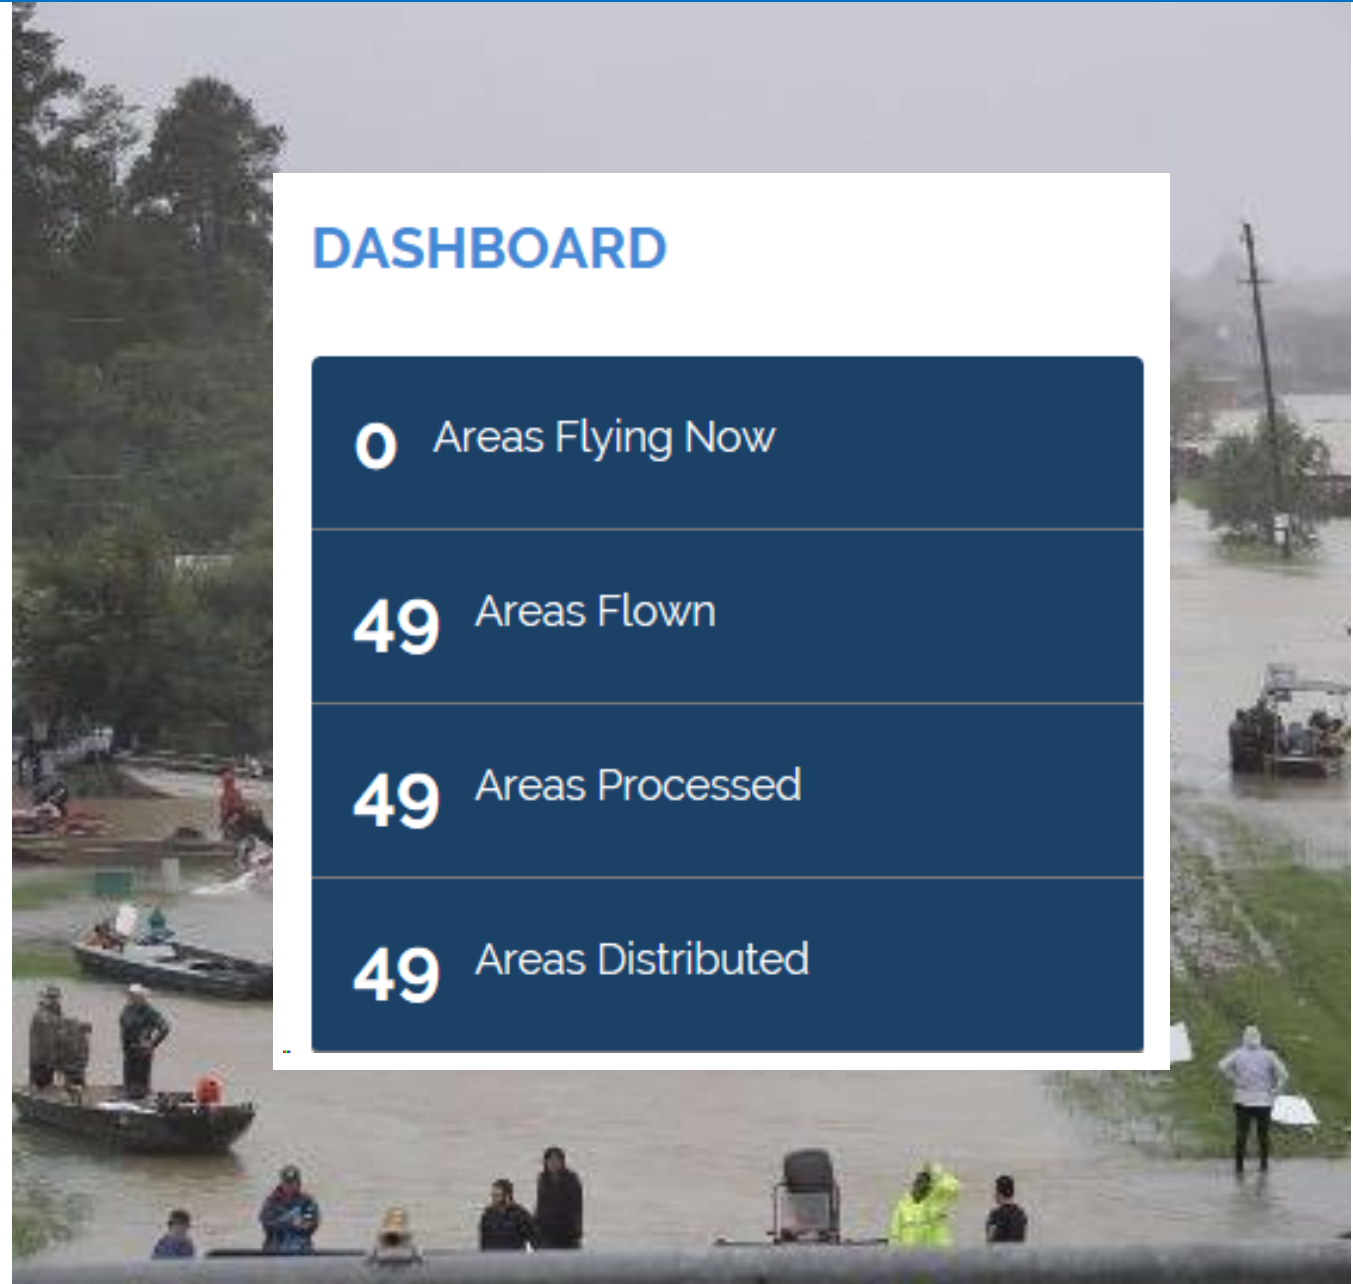 DASHBOARD
0 Areas Flying Now
49 Areas Flown
49 Areas Processed
49 Areas Distributed